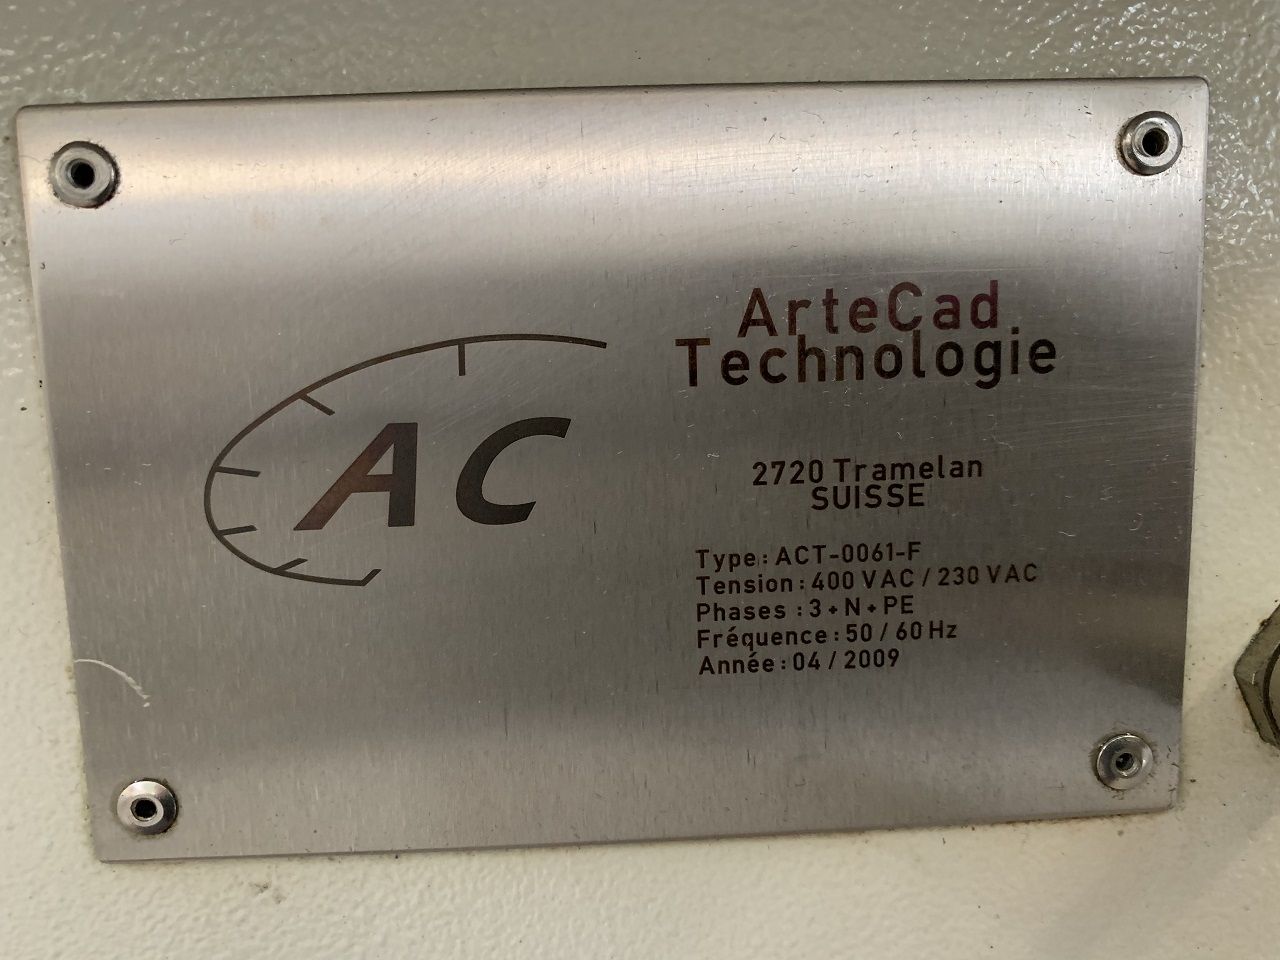 ArteCad
Technologie
AC
2720 Tramelan
SUISSE
Type : ACT-0061-F
Tension : 400 VAC / 230 VAC
Phases : 3 + N + PE
Fréquence : 50 / 60 Hz
Année : 04 / 2009